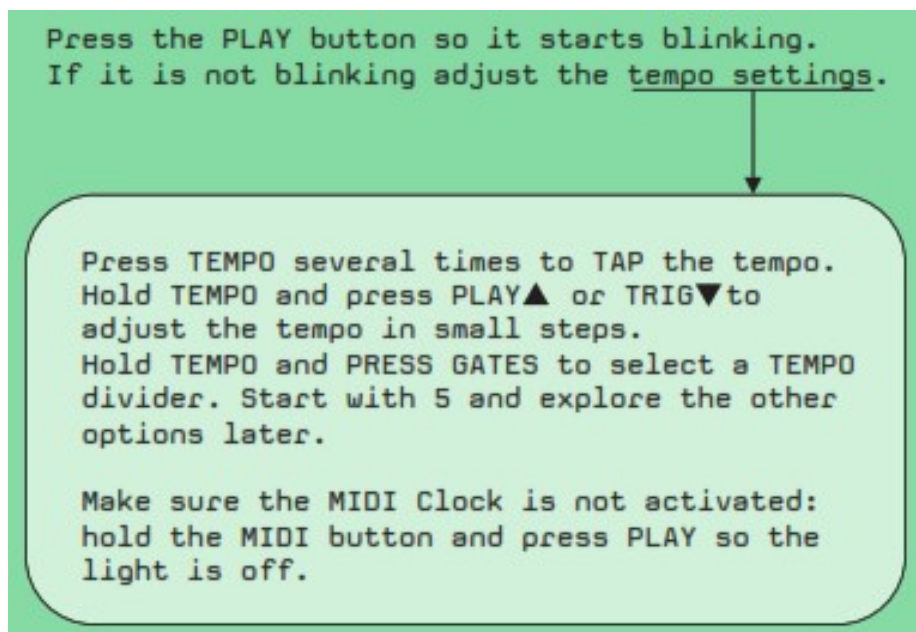 Press the PLAY button so it starts blinking.
If it is not blinking adjust the tempo settings.
Press TEMPO several times to TAP the tempo.
Hold TEMPO and press PLAY▲ or TRIG▼to
adjust the tempo in small steps.
Hold TEMPO and PRESS GATES to select a TEMPO
divider. Start with 5 and explore the other
options later.
Make sure the MIDI Clock is not activated:
hold the MIDI button and press PLAY so the
light is off.